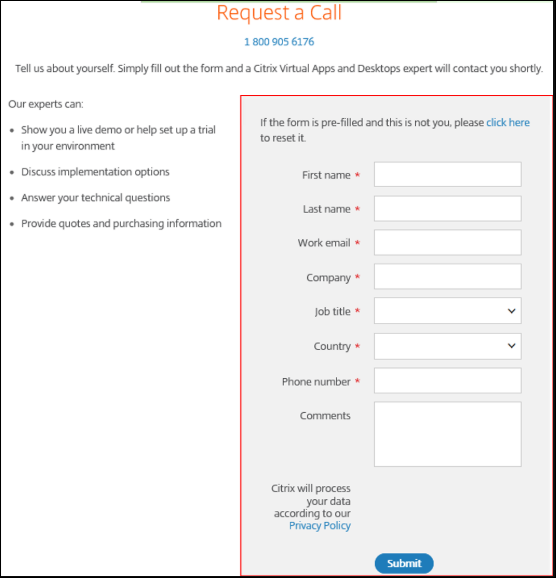 Request a Call
1 800 905 6176
Tell us about yourself. Simply fill out the form and a Citrix Virtual Apps and Desktops expert will contact you shortly.
Our experts can:
• Show you a live demo or help set up a trial
in your environment
• Discuss implementation options
• Answer your technical questions
• Provide quotes and purchasing information
If the form is pre-filled and this is not you, please click here
to reset it.
First name *
Last name *
Work email *
Company *
Job title *
Country *
Phone number *
Comments
Citrix will process
your data
according to our
Privacy Policy
Submit